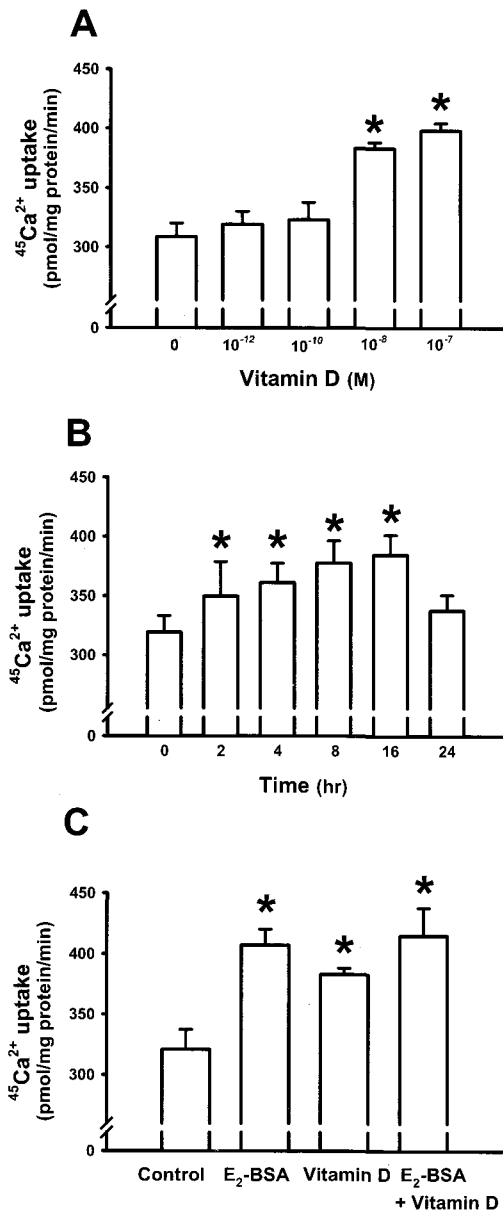 A
⁴⁵Ca²⁺ uptake
(pmol/mg protein/min)
450
400
350
300
0
* *
0 10⁻¹² 10⁻¹⁰ 10⁻⁸ 10⁻⁷
Vitamin D (M)
B
⁴⁵Ca²⁺ uptake
(pmol/mg protein/min)
450
400
350
300
0
* * * *
0 2 4 8 16 24
Time (hr)
C
⁴⁵Ca²⁺ uptake
(pmol/mg protein/min)
450
400
350
300
0
* * *
Control E₂-BSA Vitamin D E₂-BSA
+ Vitamin D